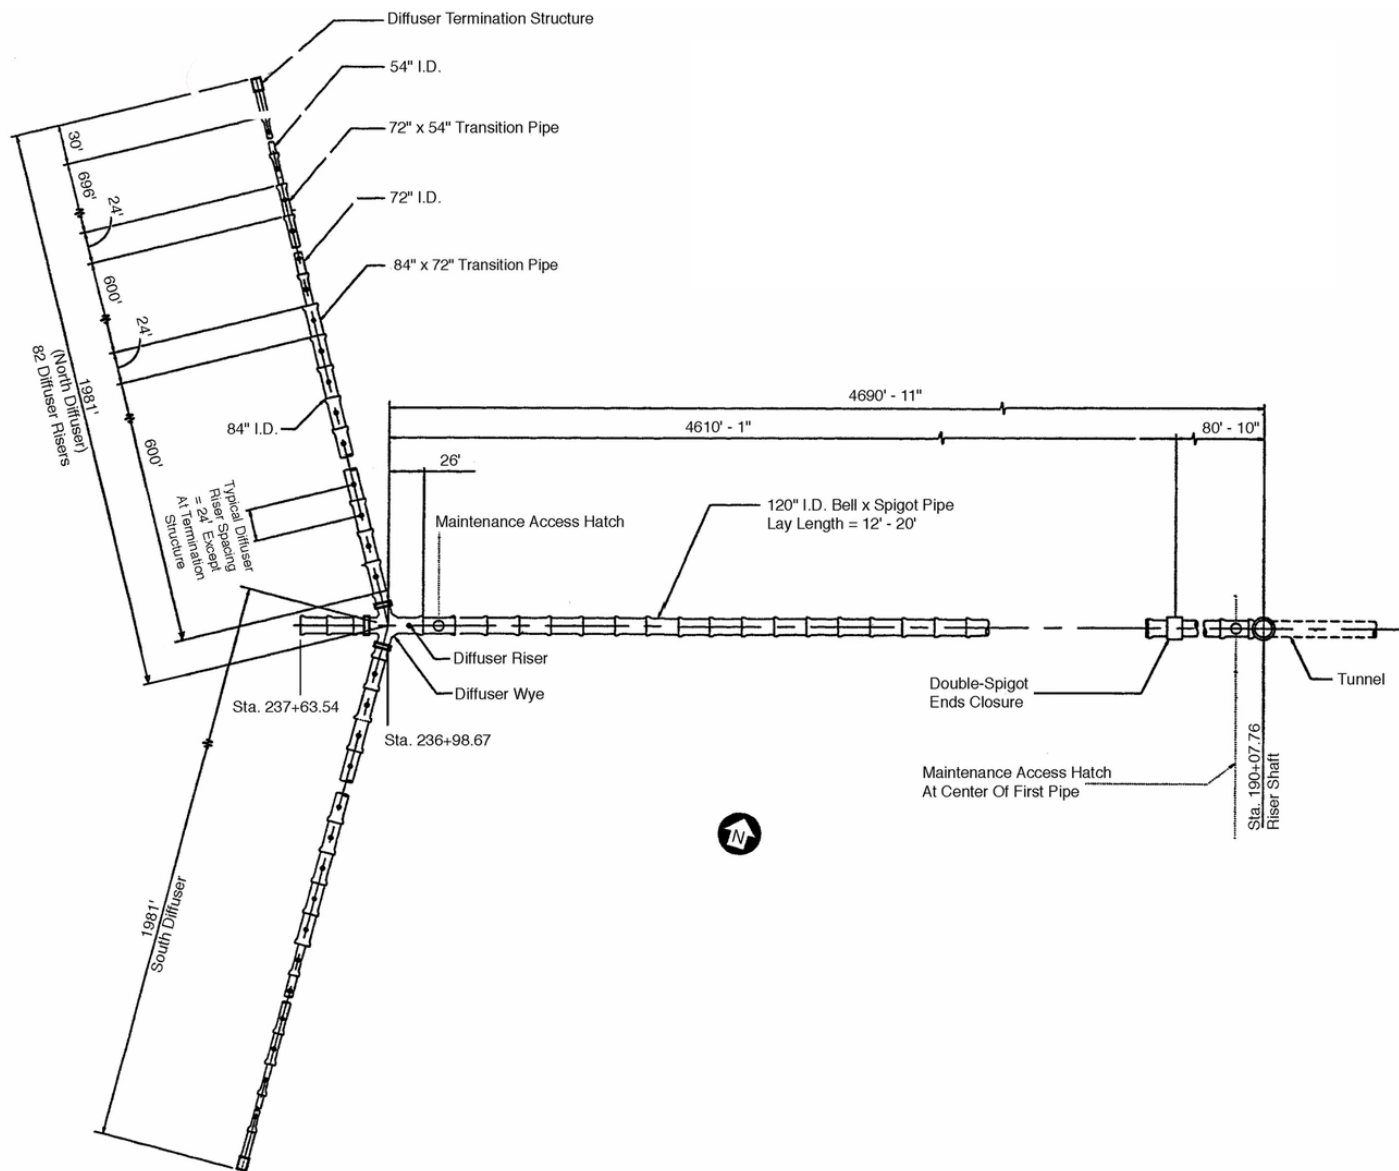 Diffuser Termination Structure
54" I.D.
72" x 54" Transition Pipe
72" I.D.
84" x 72" Transition Pipe
30'
696'
24'
600'
24'
600'
1981'
(North Diffuser)
82 Diffuser Risers
84" I.D.
Typical Diffuser
Riser Spacing
= 24' Except
At Termination
Structure
4690' - 11"
4610' - 1"
80' - 10"
26'
Maintenance Access Hatch
120" I.D. Bell x Spigot Pipe
Lay Length = 12' - 20'
Diffuser Riser
Diffuser Wye
Sta. 237+63.54
Sta. 236+98.67
Double-Spigot
Ends Closure
Tunnel
Maintenance Access Hatch
At Center Of First Pipe
Sta. 190+07.76
Riser Shaft
N
1981'
South Diffuser